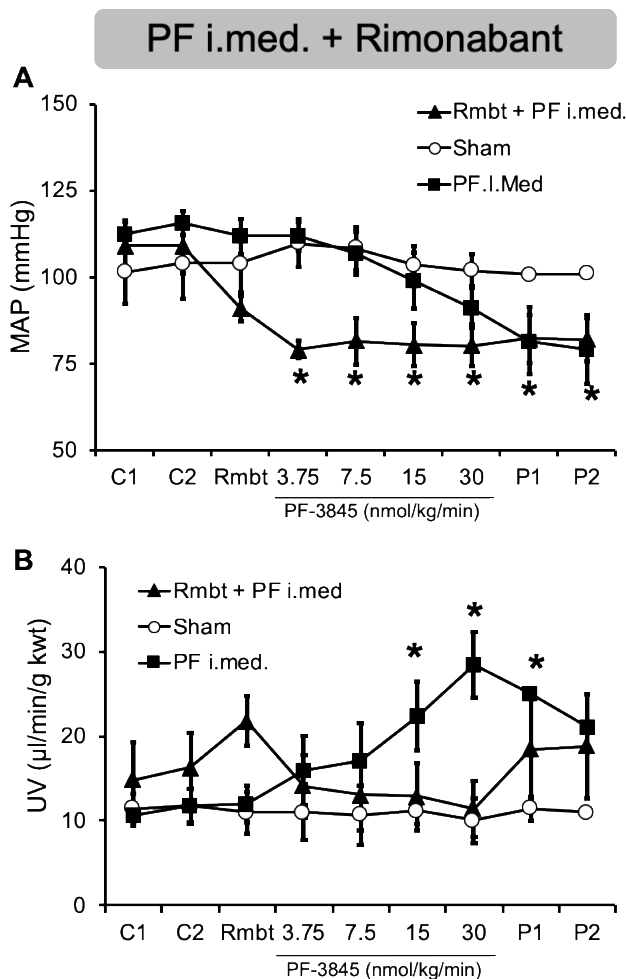 PF i.med. + Rimonabant
A
150
125
100
75
50
MAP (mmHg)
Rmbt + PF i.med.
Sham
PF.I.Med
* * * * * *
C1 C2 Rmbt 3.75 7.5 15 30 P1 P2
PF-3845 (nmol/kg/min)
B
40
30
20
10
0
UV (µl/min/g kwt)
Rmbt + PF i.med
Sham
PF i.med.
* * *
C1 C2 Rmbt 3.75 7.5 15 30 P1 P2
PF-3845 (nmol/kg/min)